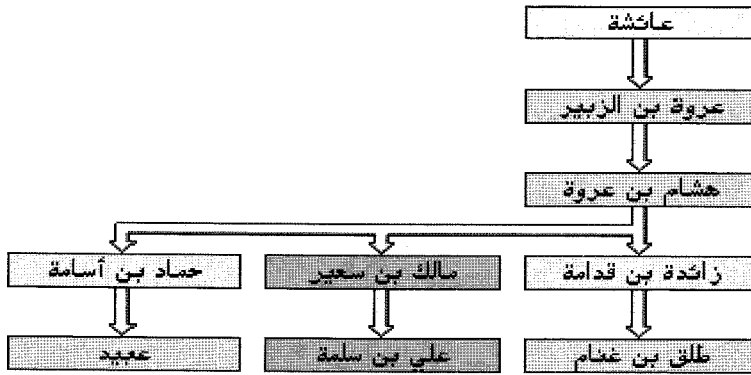 عائشة
عروة بن الزبير
هشام بن عروة
زائدة بن قدامة
مالك بن سعير
حماد بن أسامة
طلق بن غنام
علي بن سلمة
عبيد